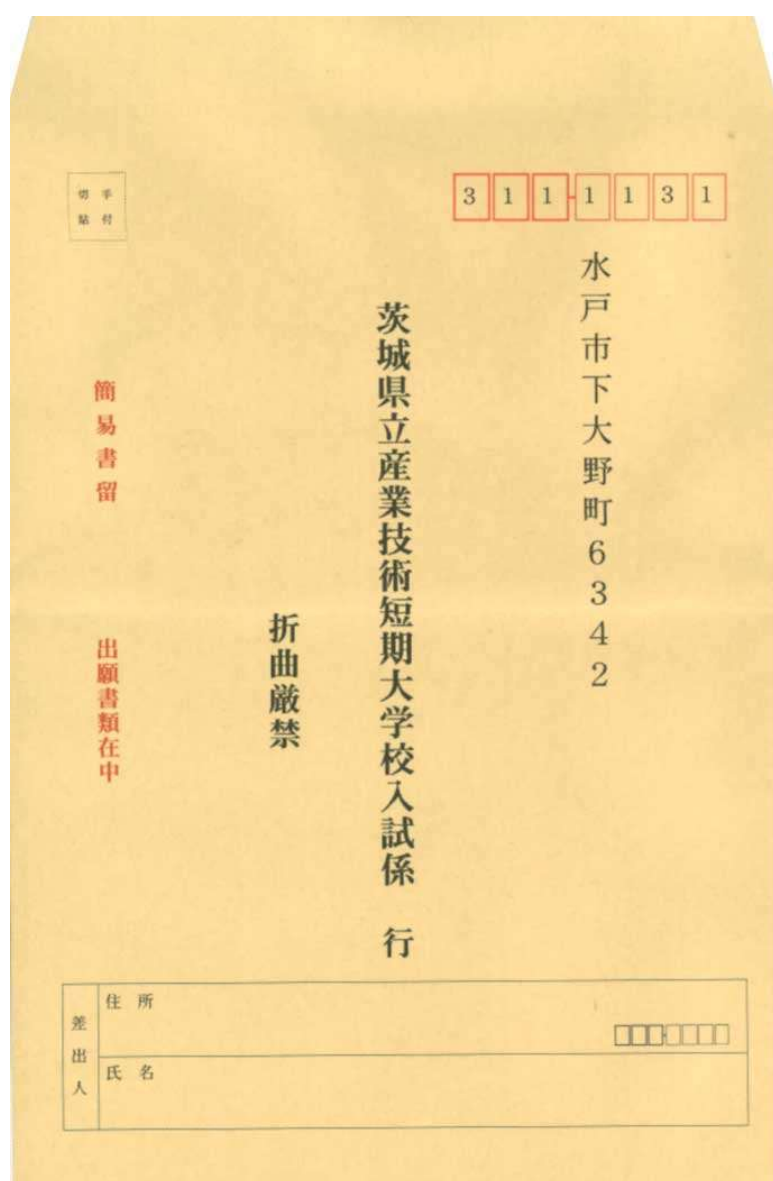 311-1131
水戸市下大野町6342
茨城県立産業技術短期大学校入試係　行
折曲厳禁
切手
貼付
簡易書留
出願書類在中
差出人
住所
氏名